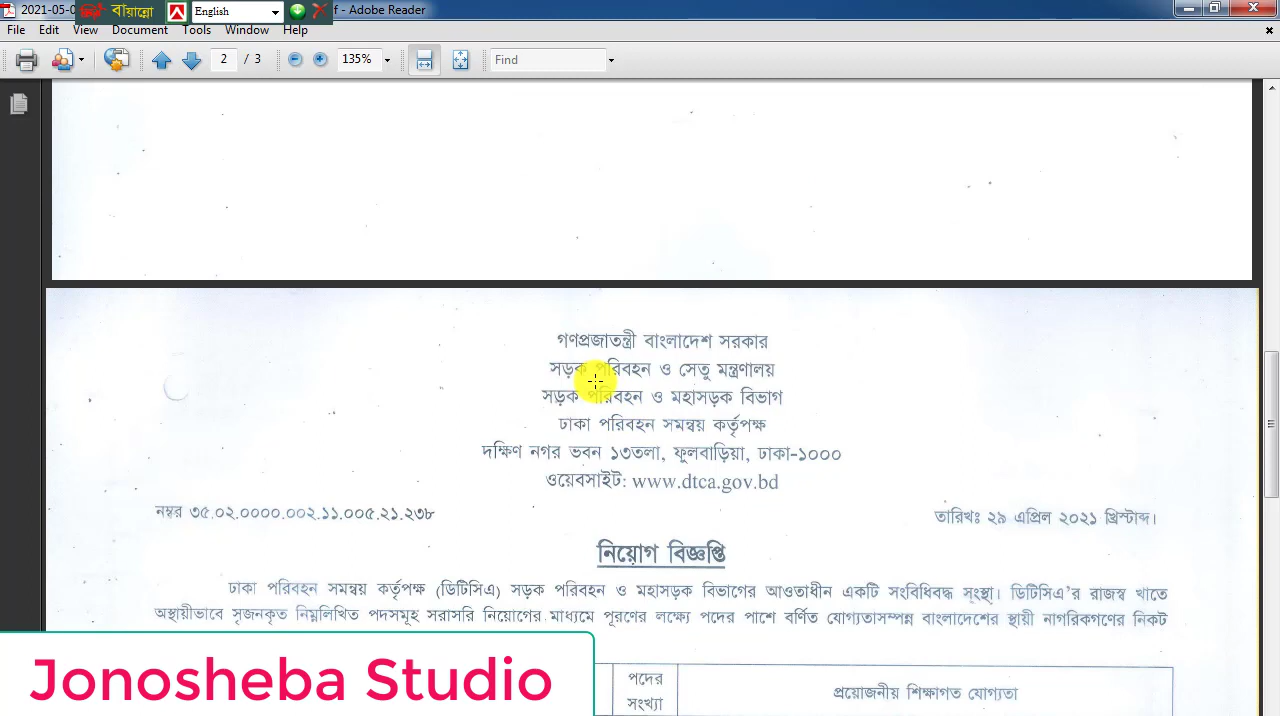 2021-05-0
বায়ান্নো
English
f - Adobe Reader
File Edit View Document Tools Window Help
2 / 3
135%
Find
গণপ্রজাতন্ত্রী বাংলাদেশ সরকার
সড়ক পরিবহন ও সেতু মন্ত্রণালয়
সড়ক পরিবহন ও মহাসড়ক বিভাগ
ঢাকা পরিবহন সমন্বয় কর্তৃপক্ষ
দক্ষিণ নগর ভবন ১৩তলা, ফুলবাড়িয়া, ঢাকা-১০০০
ওয়েবসাইট: www.dtca.gov.bd
নম্বর ৩৫.০২.০০০০.০০২.১১.০০৫.২১.২৩৮
তারিখঃ ২৯ এপ্রিল ২০২১ খ্রিস্টাব্দ।
নিয়োগ বিজ্ঞপ্তি
ঢাকা পরিবহন সমন্বয় কর্তৃপক্ষ (ডিটিসিএ) সড়ক পরিবহন ও মহাসড়ক বিভাগের আওতাধীন একটি সংবিধিবদ্ধ সংস্থা। ডিটিসিএ'র রাজস্ব খাতে
অস্থায়ীভাবে সৃজনকৃত নিম্নলিখিত পদসমূহ সরাসরি নিয়োগের মাধ্যমে পূরণের লক্ষ্যে পদের পাশে বর্ণিত যোগ্যতাসম্পন্ন বাংলাদেশের স্থায়ী নাগরিকগণের নিকট
পদের
সংখ্যা
প্রয়োজনীয় শিক্ষাগত যোগ্যতা
Jonosheba Studio